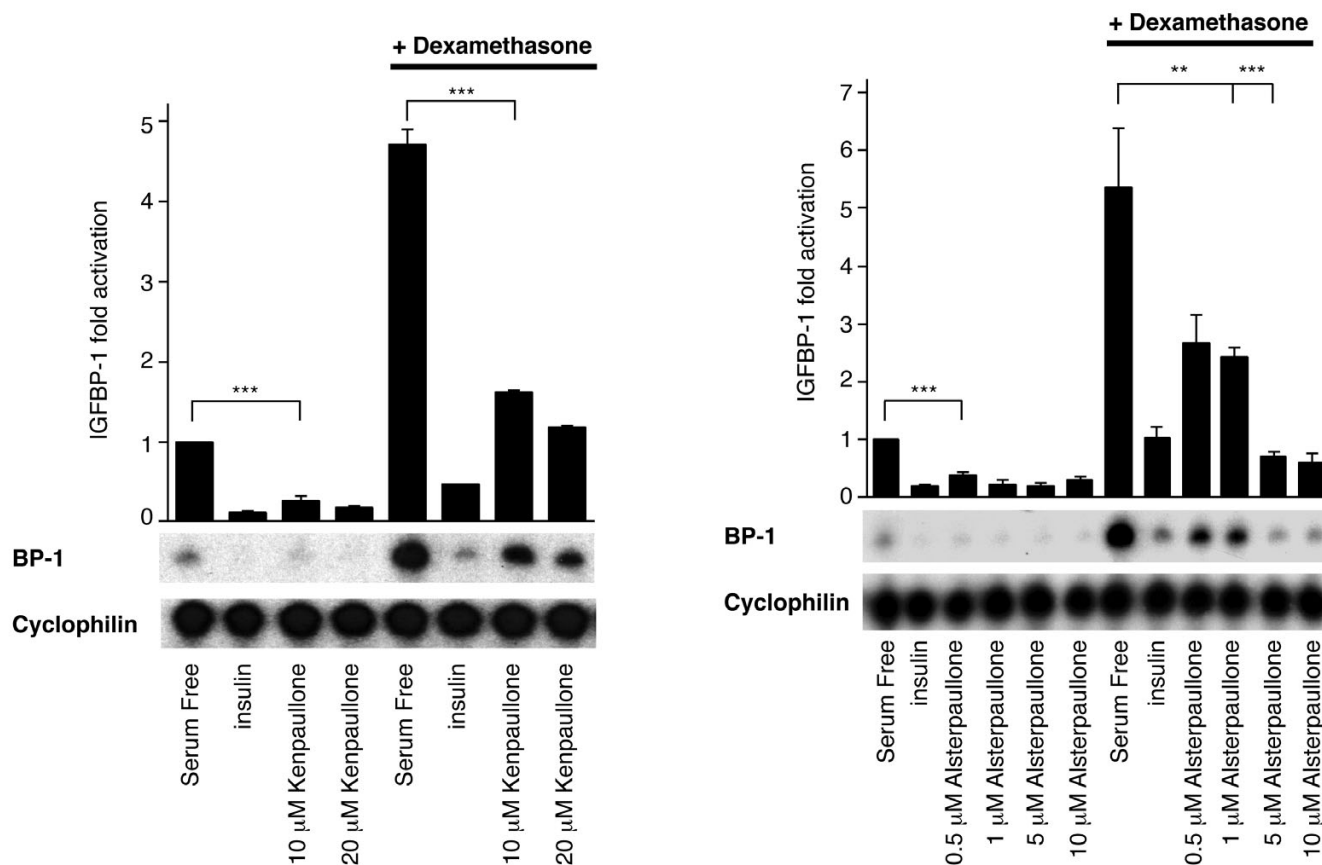 + Dexamethasone
***
5
4
3
2
1
0
IGFBP-1 fold activation
***
BP-1
Cyclophilin
Serum Free
insulin
10 μM Kenpaullone
20 μM Kenpaullone
Serum Free
insulin
10 μM Kenpaullone
20 μM Kenpaullone
+ Dexamethasone
**
***
7
6
5
4
3
2
1
0
IGFBP-1 fold activation
***
BP-1
Cyclophilin
Serum Free
insulin
0.5 μM Alsterpaullone
1 μM Alsterpaullone
5 μM Alsterpaullone
10 μM Alsterpaullone
Serum Free
insulin
0.5 μM Alsterpaullone
1 μM Alsterpaullone
5 μM Alsterpaullone
10 μM Alsterpaullone